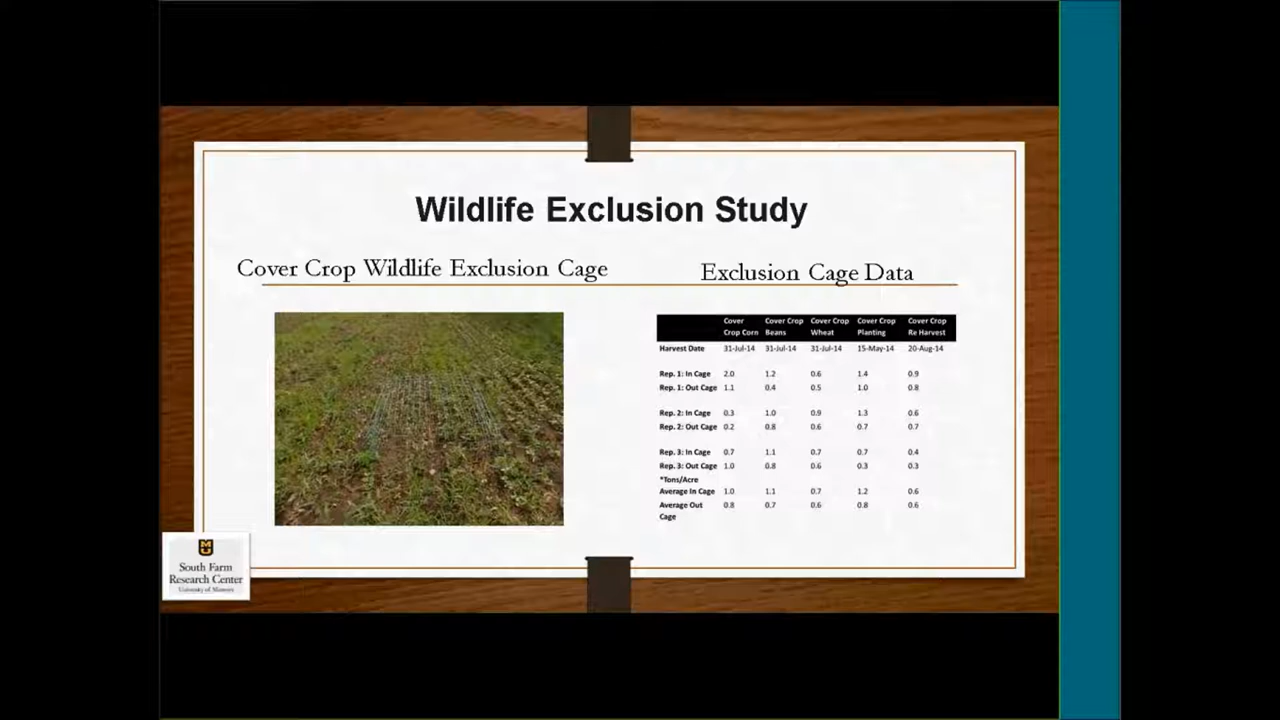 Wildlife Exclusion Study
Cover Crop Wildlife Exclusion Cage
Exclusion Cage Data
Cover Crop Corn Cover Crop Beans Cover Crop Wheat Cover Crop Planting Cover Crop Re Harvest
Harvest Date 31-Jul-14 31-Jul-14 31-Jul-14 15-May-14 20-Aug-14
Rep. 1: In Cage 2.0 1.2 0.6 1.4 0.9
Rep. 1: Out Cage 1.1 0.4 0.5 1.0 0.8
Rep. 2: In Cage 0.3 1.0 0.9 1.3 0.6
Rep. 2: Out Cage 0.2 0.8 0.6 0.7 0.7
Rep. 3: In Cage 0.7 1.1 0.7 0.7 0.4
Rep. 3: Out Cage 1.0 0.8 0.6 0.3 0.3
*Tons/Acre
Average In Cage 1.0 1.1 0.7 1.2 0.6
Average Out Cage 0.8 0.7 0.6 0.8 0.6
MU
South Farm
Research Center
University of Missouri